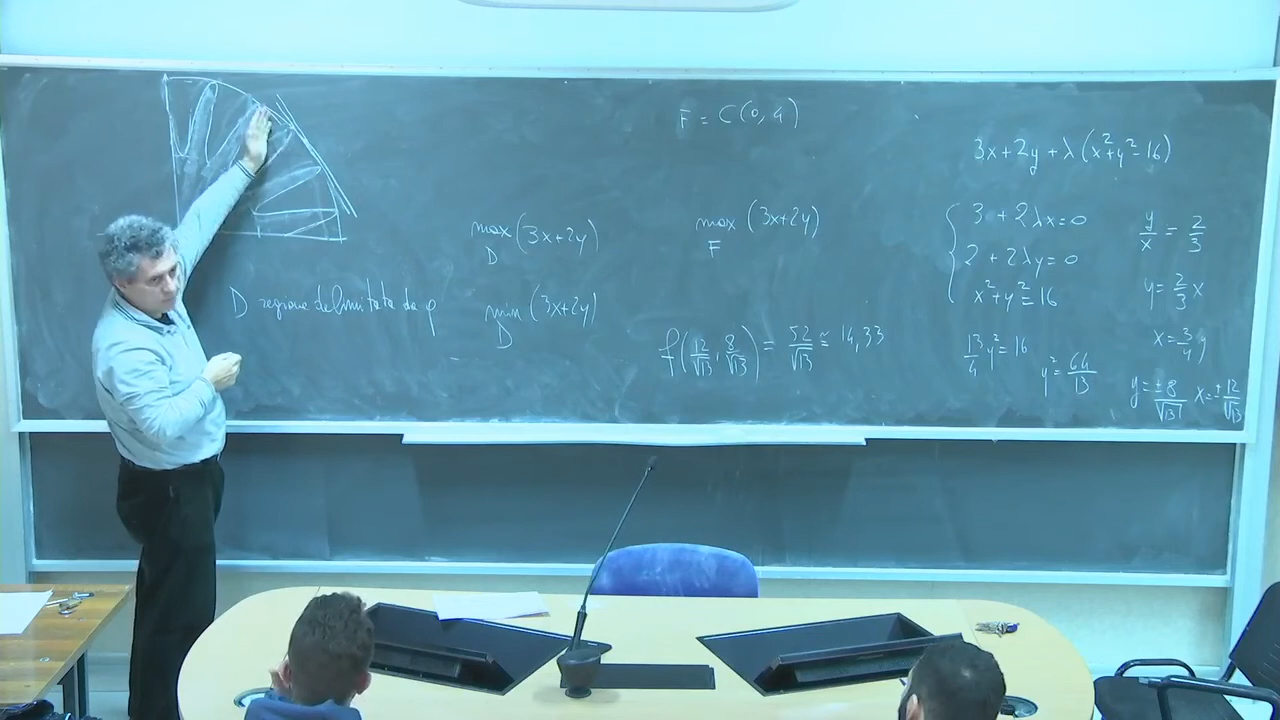 F = C(0, 4)
3x+2y+λ(x²+y²-16)
max (3x+2y)
D
max (3x+2y)
F
{ 3 + 2λx=0
2 + 2λy=0
x²+y²=16
y/x = 2/3
y = 2/3 x
D regione delimitata da φ
min (3x+2y)
D
f(12/√13, 8/√13) = 52/√13 ≃ 14,33
13/4 y² = 16
y² = 64/13
x = 3/4 y
y = ±8/√13 x = ±12/√13